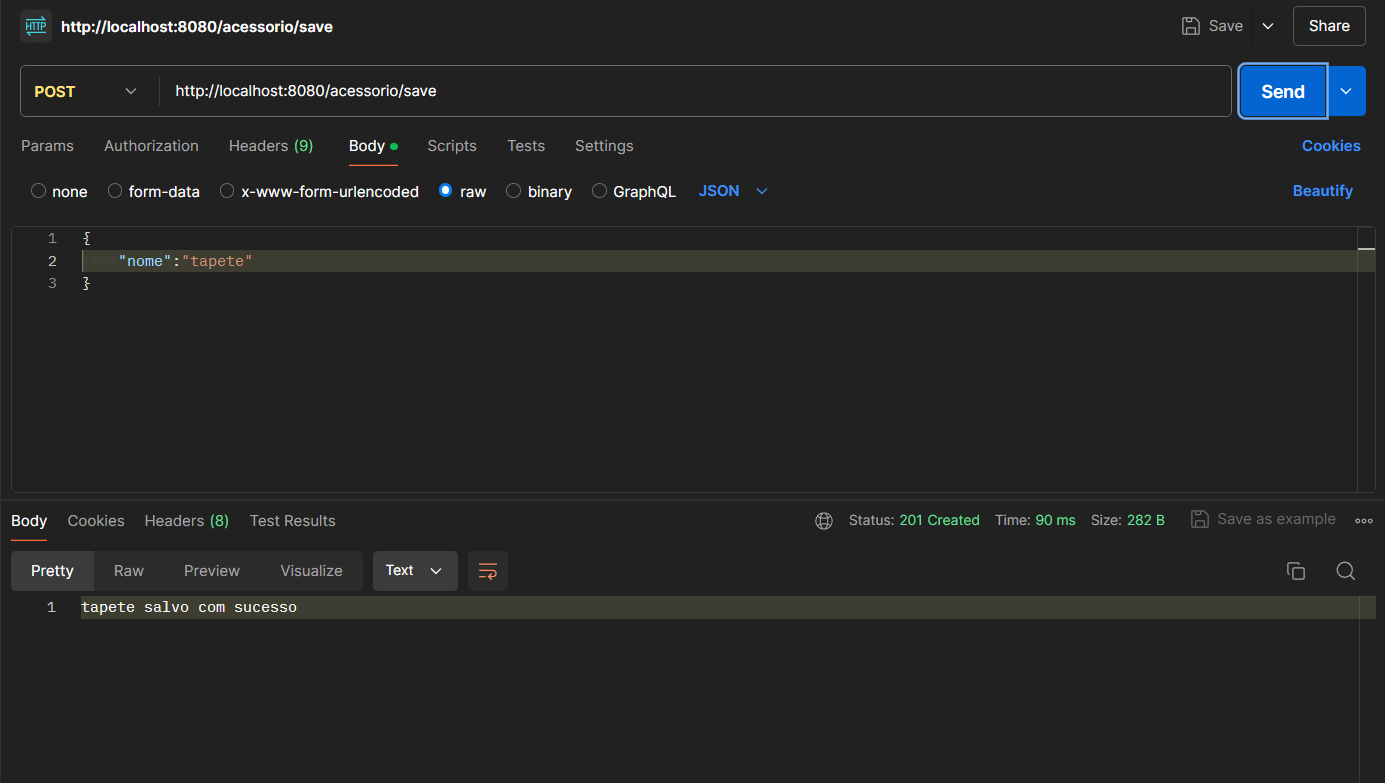 HTTP http://localhost:8080/acessorio/save Save Share
POST http://localhost:8080/acessorio/save Send
Params Authorization Headers (9) Body Scripts Tests Settings Cookies
none form-data x-www-form-urlencoded raw binary GraphQL JSON Beautify
1 {
2 "nome":"tapete"
3 }
Body Cookies Headers (8) Test Results Status: 201 Created Time: 90 ms Size: 282 B Save as example
Pretty Raw Preview Visualize Text
1 tapete salvo com sucesso